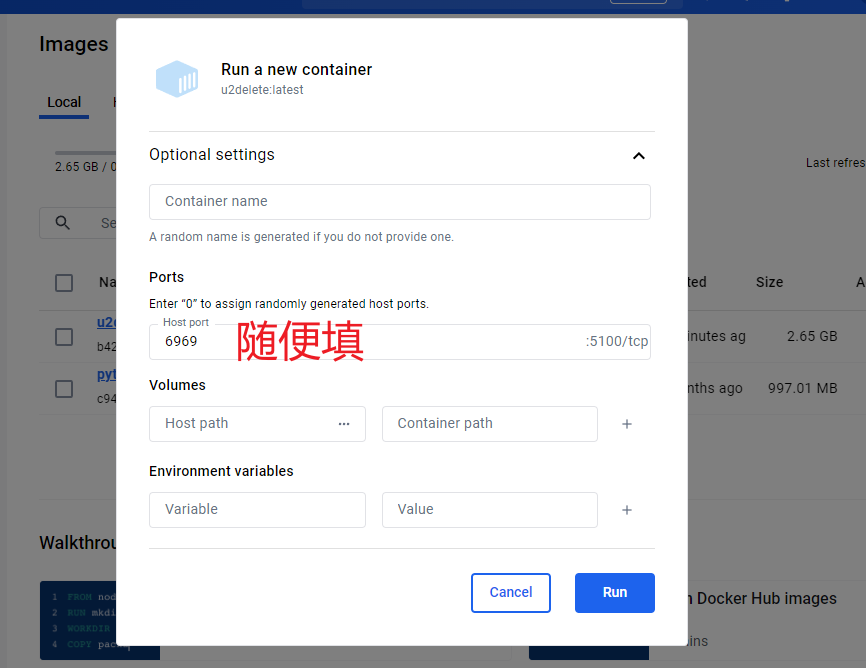 Images
Run a new container
u2delete:latest
Local
Optional settings
2.65 GB / 0
Last refres
Container name
A random name is generated if you do not provide one.
Ports
Na
ted
Size
A
Enter “0” to assign randomly generated host ports.
Host port
6969
随便填
:5100/tcp
inutes ag
2.65 GB
b42
Volumes
pyt
nths ago
997.01 MB
c94
Host path
...
Container path
+
Environment variables
Variable
Value
+
Walkthrou
Cancel
Run
1 FROM nod
2 RUN mkdi
3 WORKDIR
4 COPY pac
n Docker Hub images
ins